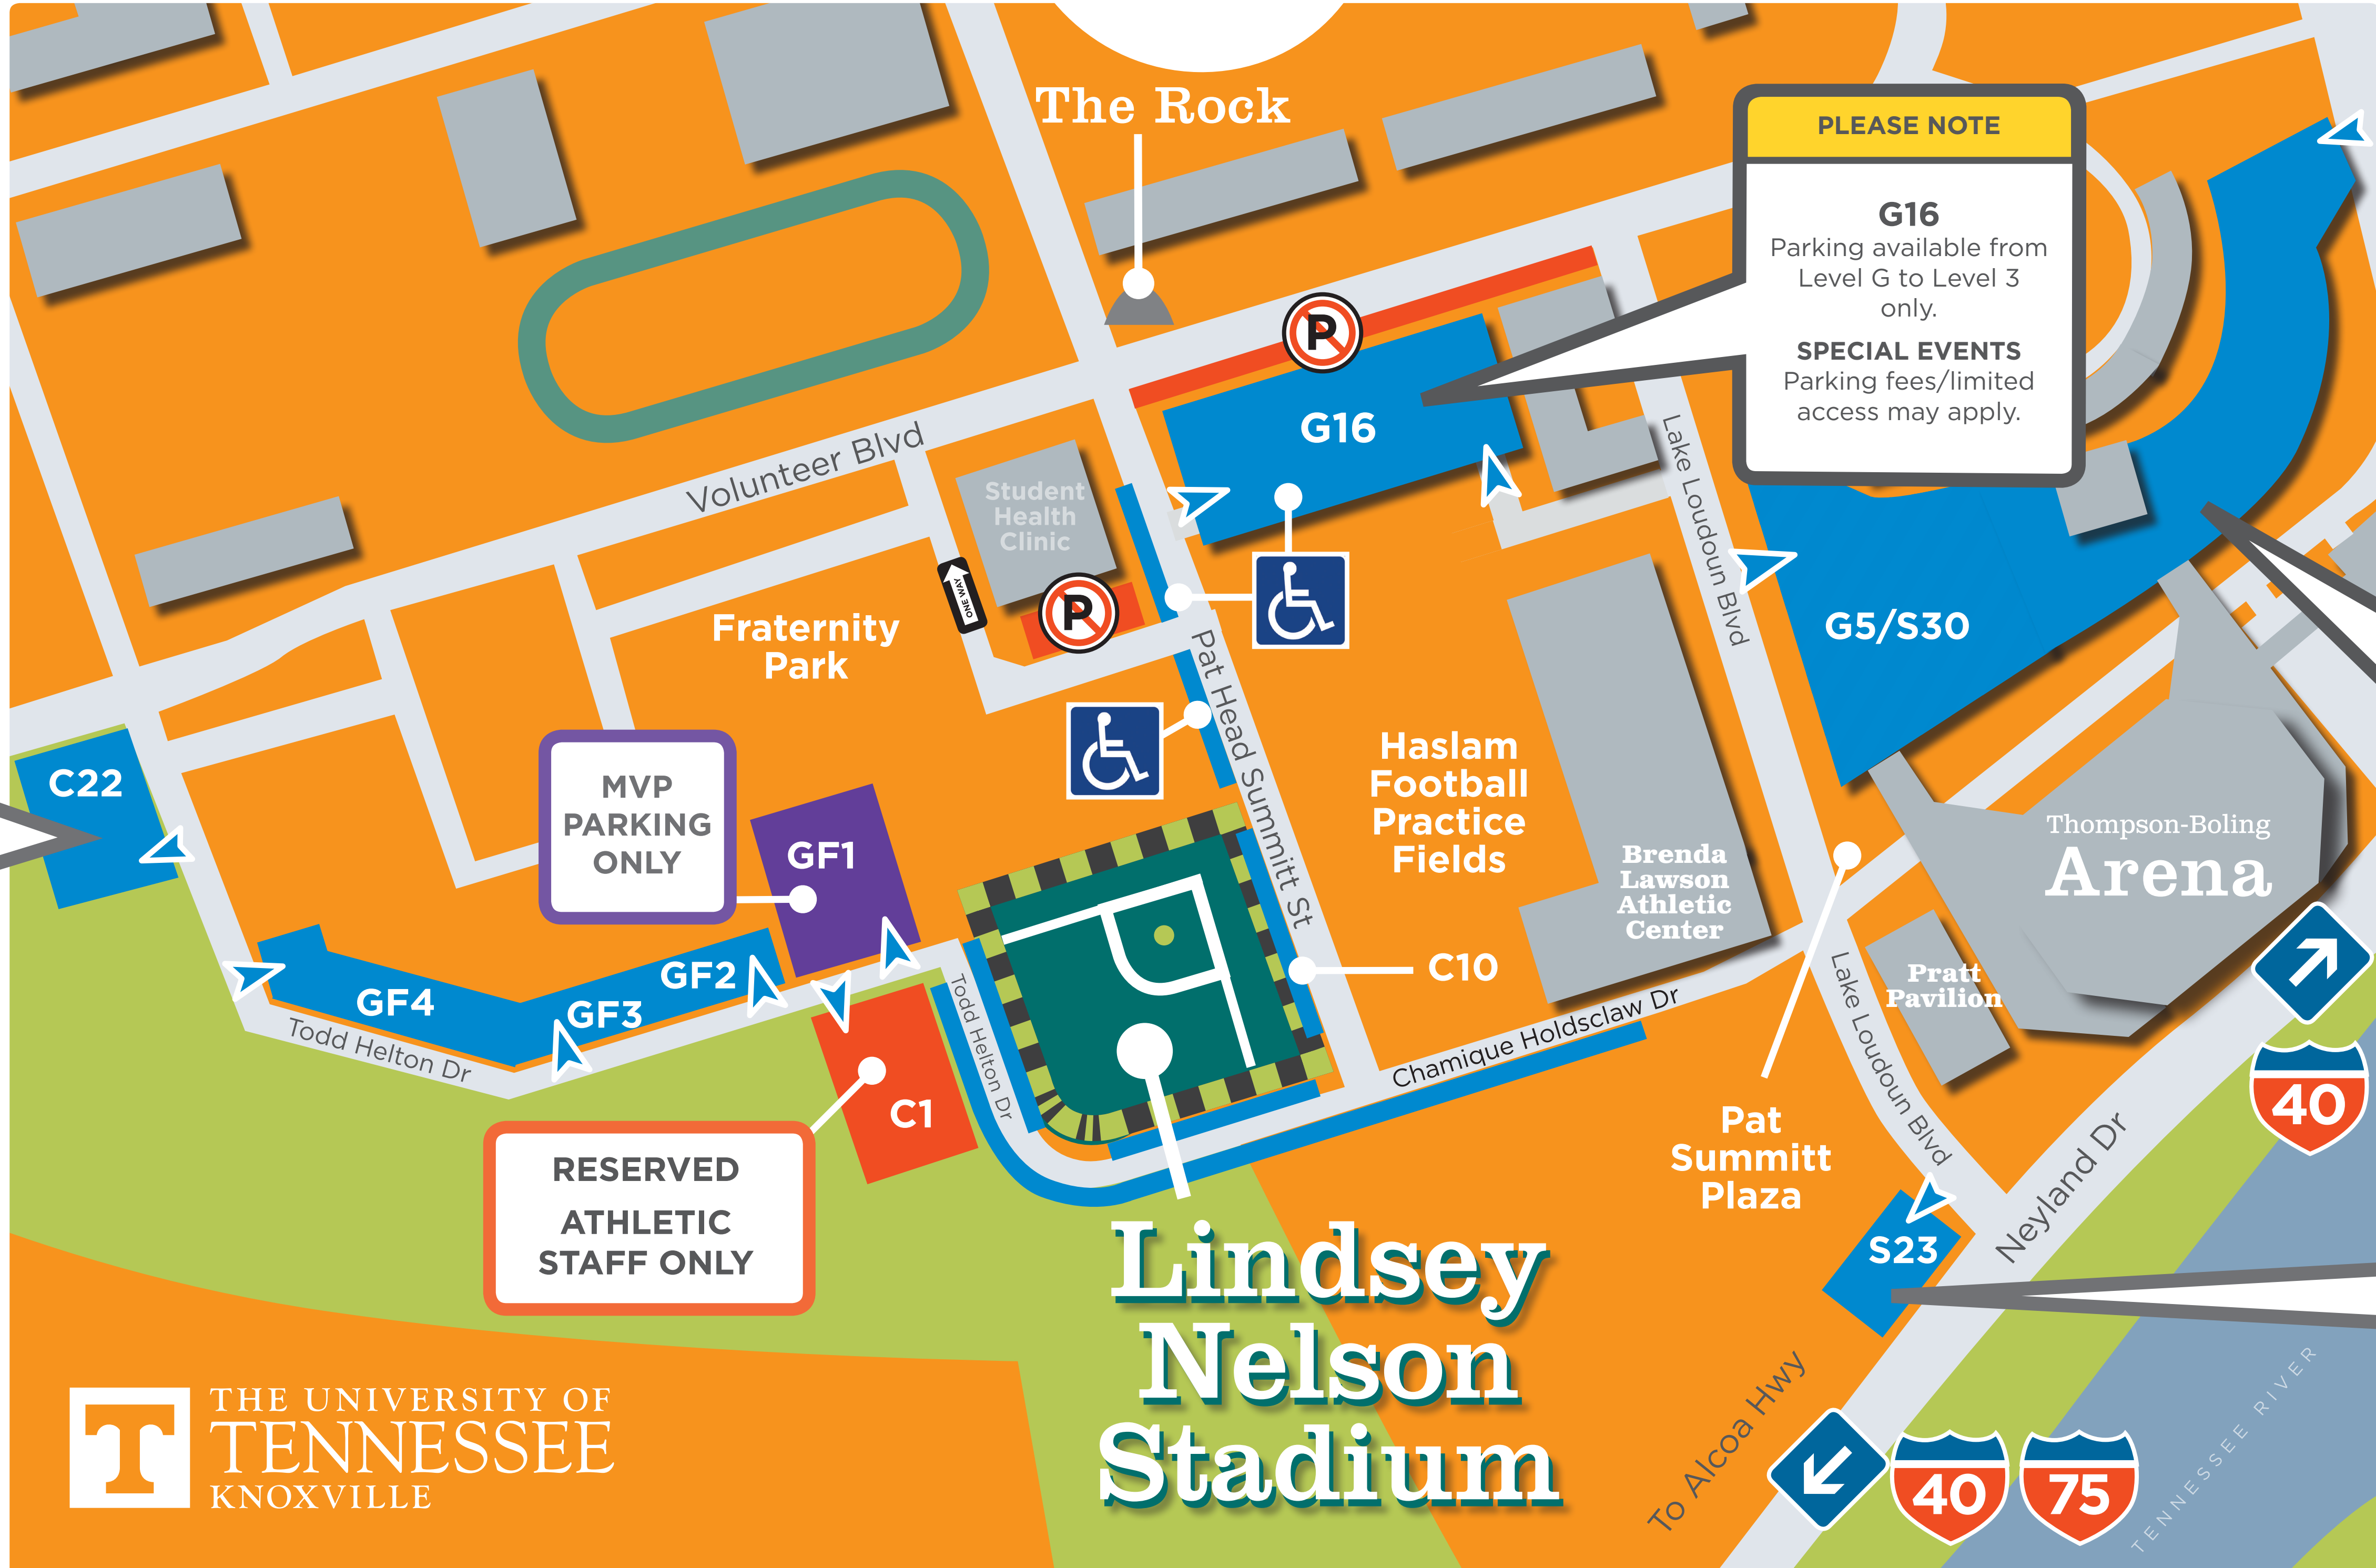 The Rock
PLEASE NOTE
G16
Parking available from
Level G to Level 3
only.
SPECIAL EVENTS
Parking fees/limited
access may apply.
P
G16
Volunteer Blvd
Student
Health
Clinic
Lake Loudoun Blvd
ONE WAY
P
Fraternity
Park
G5/S30
Pat Head Summitt St
C22
MVP
PARKING
ONLY
GF1
Haslam
Football
Practice
Fields
Brenda
Lawson
Athletic
Center
Thompson-Boling
Arena
GF4
GF3
GF2
C10
Pratt
Pavilion
Todd Helton Dr
Todd Helton Dr
Chamique Holdsclaw Dr
Lake Loudoun Blvd
C1
RESERVED
ATHLETIC
STAFF ONLY
Pat
Summitt
Plaza
40
Neyland Dr
S23
Lindsey
Nelson
Stadium
To Alcoa Hwy
40
75
TENNESSEE RIVER
T
THE UNIVERSITY OF
TENNESSEE
KNOXVILLE